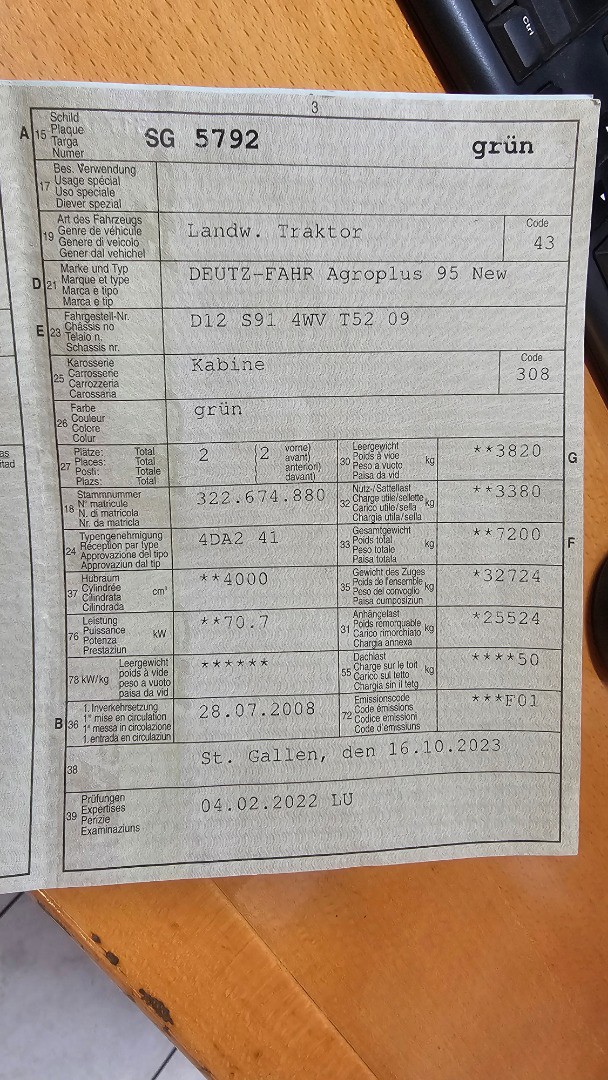 Ctrl
3
A 15 Schild
Plaque
Targa
Numer
SG 5792 grün
17 Bes. Verwendung
Usage spécial
Uso speciale
Diever spezial
19 Art des Fahrzeugs
Genre de véhicule
Genere di veicolo
Gener dal vehichel
Landw. Traktor
Code
43
D 21 Marke und Typ
Marque et type
Marca e tipo
Marca e tip
DEUTZ-FAHR Agroplus 95 New
E 23 Fahrgestell-Nr.
Châssis no
Telaio n.
Schassis nr.
D12 S91 4WV T52 09
25 Karosserie
Carrosserie
Carrozzeria
Carossaria
Kabine
Code
308
26 Farbe
Couleur
Colore
Colur
grün
27 Plätze: Total
Places: Total
Posti: Totale
Plazs: Total
2 (2 vorne)
avant)
anteriori)
davant)
30 Leergewicht
Poids à vide
Peso a vuoto
Paisa da vid
kg
**3820
G
18 Stammnummer
N° matricule
N. di matricola
Nr. da matricla
322.674.880
32 Nutz-/Sattellast
Charge utile/sellette
Carico utile/sella
Chargia utila/sella
kg
**3380
24 Typengenehmigung
Réception par type
Approvazione del tipo
Approvaziun dal tip
4DA2 41
33 Gesamtgewicht
Poids total
Peso totale
Paisa totala
kg
**7200
F
37 Hubraum
Cylindrée
Cilindrata
Cilindrada
cm³
**4000
35 Gewicht des Zuges
Poids de l'ensemble
Peso del convoglio
Paisa cumposiziun
kg
*32724
76 Leistung
Puissance
Potenza
Prestaziun
kW
**70.7
31 Anhängelast
Poids remorquable
Carico rimorchiato
Chargia annexa
kg
*25524
78 kW/kg Leergewicht
poids à vide
peso a vuoto
paisa da vid
******
55 Dachlast
Charge sur le toit
Carico sul tetto
Chargia sin il tetg
kg
****50
B 36 1. Inverkehrsetzung
1re mise en circulation
1a messa in circolazione
1. entrada en circulaziun
28.07.2008
72 Emissionscode
Code émissions
Codice emissioni
Code d'emissiuns
***F01
38 St. Gallen, den 16.10.2023
39 Prüfungen
Expertises
Perizie
Examinaziuns
04.02.2022 LU